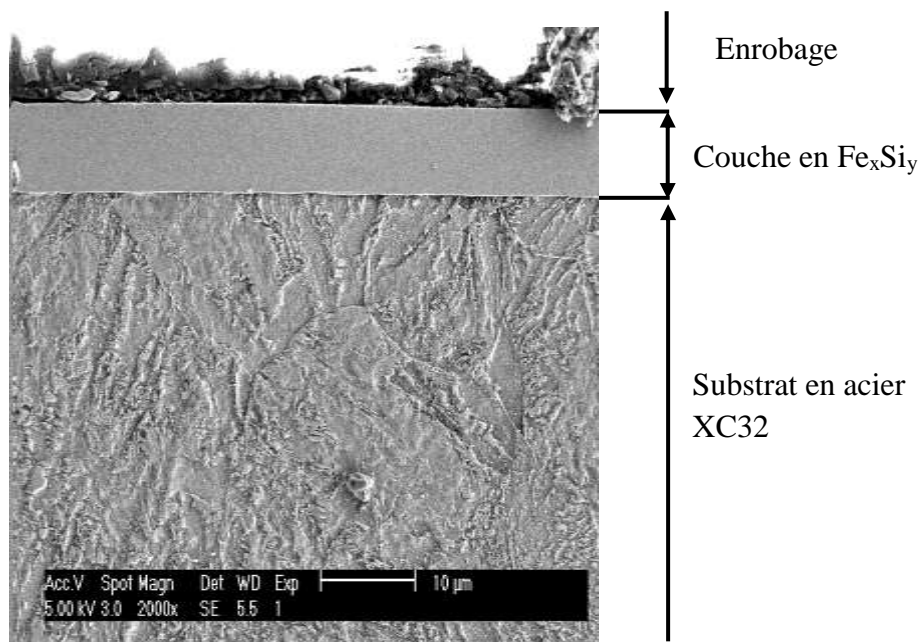 Enrobage
Couche en FexSiy
Substrat en acier
XC32
Acc.V Spot Magn Det WD Exp 10 µm
5.00 kV 3.0 2000x SE 5.5 1